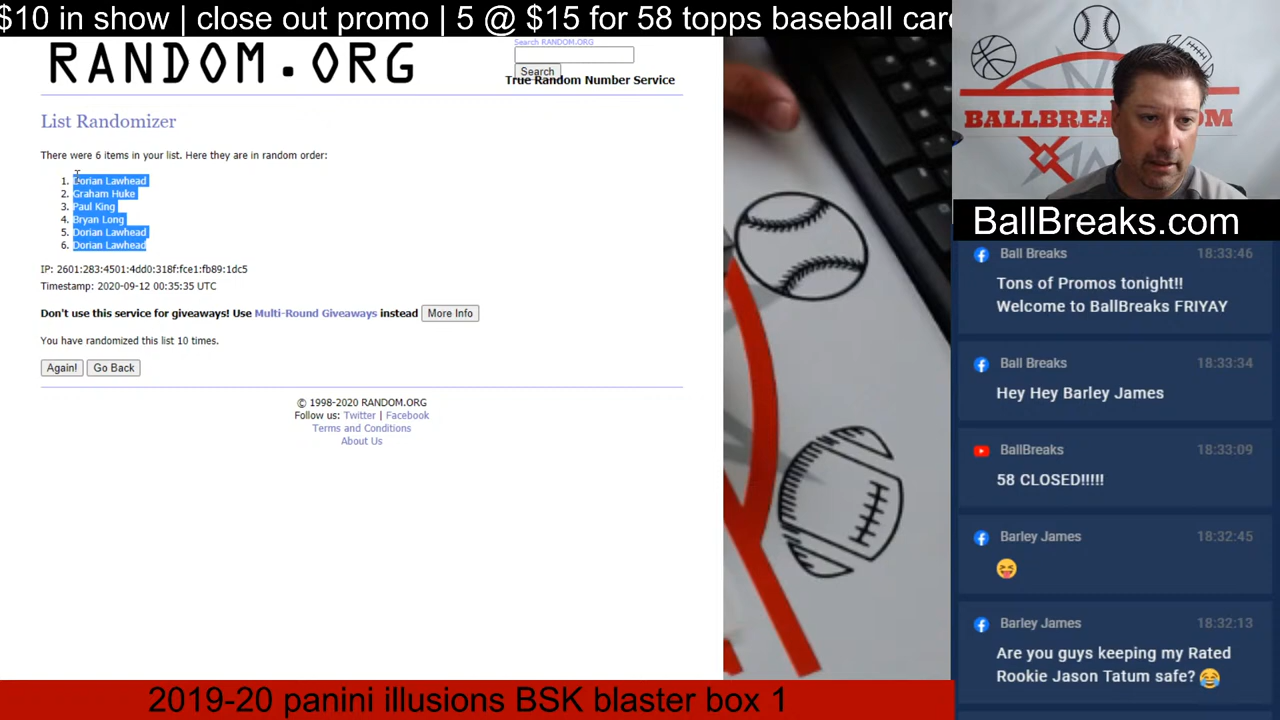 $10 in show | close out promo | 5 @ $15 for 58 topps baseball car
RANDOM.ORG
Search RANDOM.ORG
Search
True Random Number Service
List Randomizer
There were 6 items in your list. Here they are in random order:
1. Dorian Lawhead
2. Graham Huke
3. Paul King
4. Bryan Long
5. Dorian Lawhead
6. Dorian Lawhead
IP: 2601:283:4501:4dd0:318f:fce1:fb89:1dc5
Timestamp: 2020-09-12 00:35:35 UTC
Don't use this service for giveaways! Use Multi-Round Giveaways instead More Info
You have randomized this list 10 times.
Again! Go Back
© 1998-2020 RANDOM.ORG
Follow us: Twitter | Facebook
Terms and Conditions
About Us
BallBreaks.com
Ball Breaks 18:33:46
Tons of Promos tonight!!
Welcome to BallBreaks FRIYAY
Ball Breaks 18:33:34
Hey Hey Barley James
BallBreaks 18:33:09
58 CLOSED!!!!!
Barley James 18:32:45
😝
Barley James 18:32:13
Are you guys keeping my Rated
Rookie Jason Tatum safe? 😂
2019-20 panini illusions BSK blaster box 1